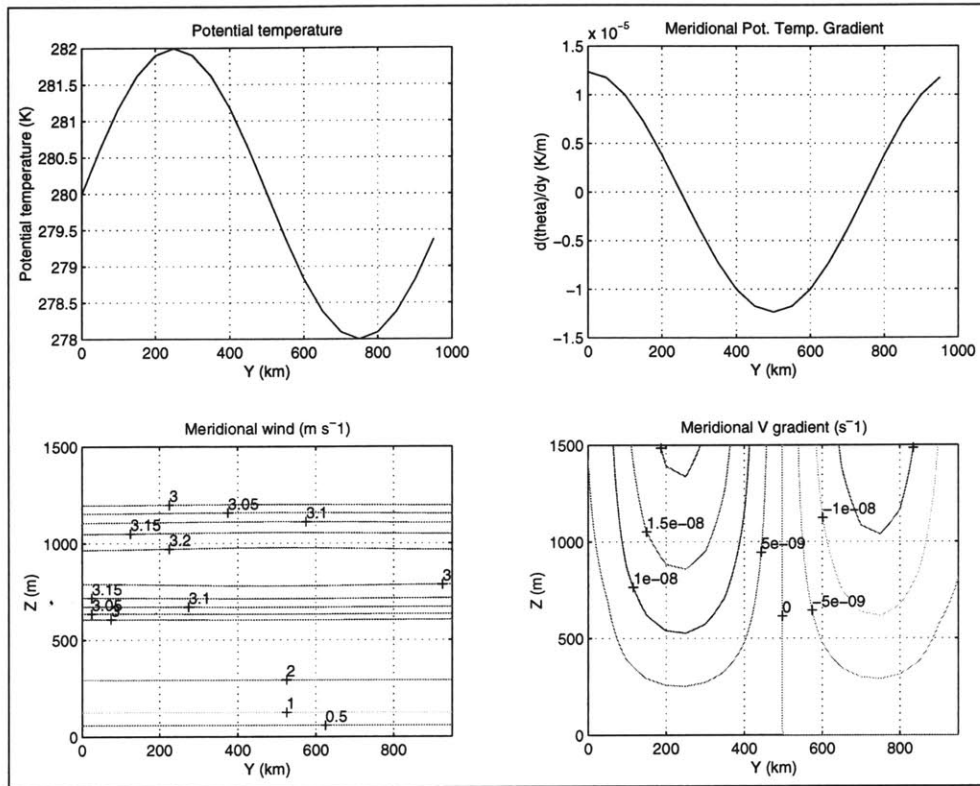 Potential temperature
282
281.5
281
280.5
280
279.5
279
278.5
278
Potential temperature (K)
0 200 400 600 800 1000
Y (km)
Meridional Pot. Temp. Gradient
x 10⁻⁵
1.5
1
0.5
0
−0.5
−1
−1.5
d(theta)/dy (K/m)
0 200 400 600 800 1000
Y (km)
Meridional wind (m s⁻1)
1500
1000
500
0
Z (m)
3
3.05
3.1
3.15
3.2
3.15
3
3.05
3.1
3
2
1
0.5
0 200 400 600 800
Y (km)
Meridional V gradient (s⁻1)
1500
1000
500
0
Z (m)
1.5e−08
−1e−08
5e−09
1e−08
0
−5e−09
0 200 400 600 800
Y (km)